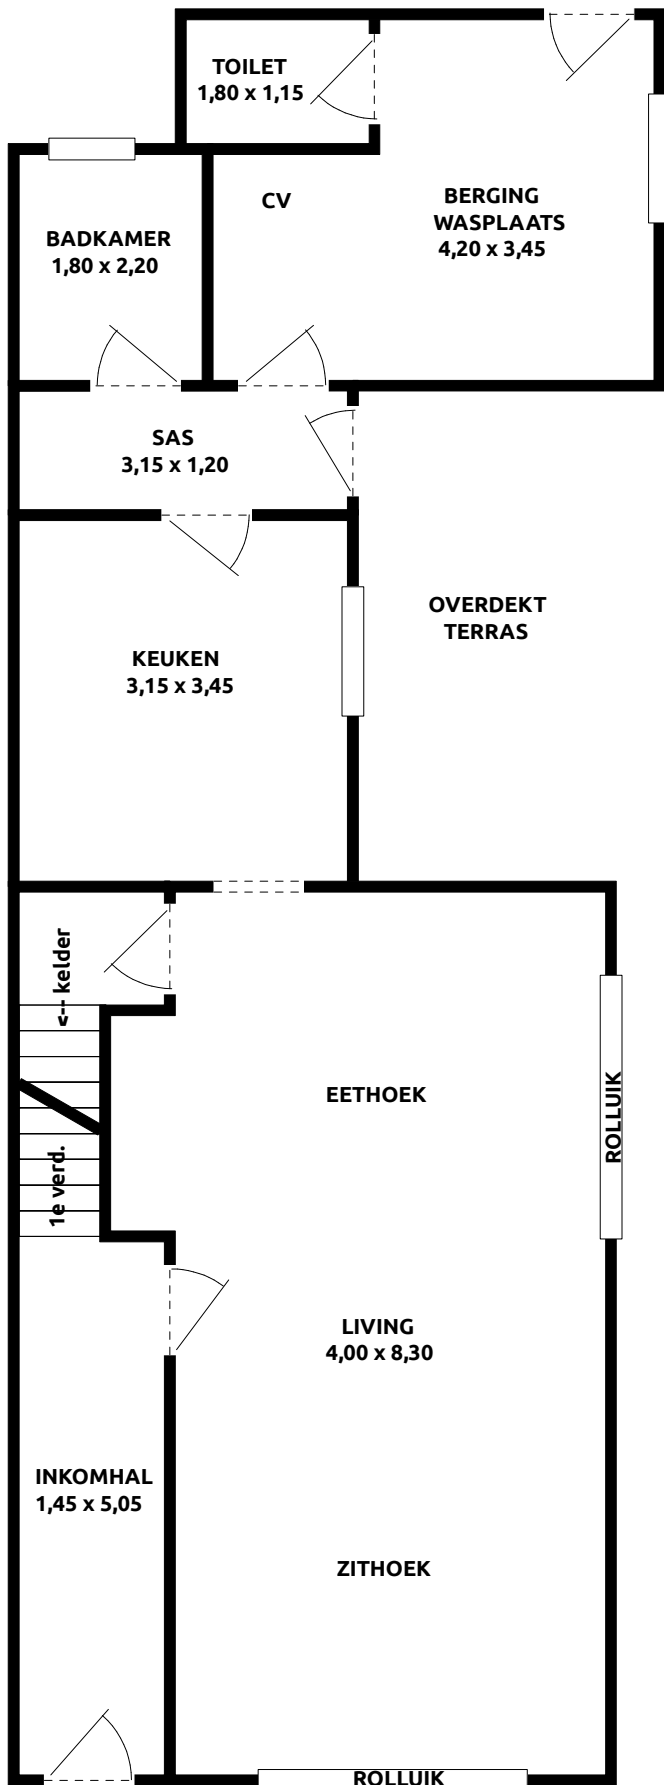 TOILET
1,80 x 1,15
CV
BERGING
WASPLAATS
4,20 x 3,45
BADKAMER
1,80 x 2,20
SAS
3,15 x 1,20
OVERDEKT
TERRAS
KEUKEN
3,15 x 3,45
<-- kelder
EETHOEK
ROLLUIK
1e verd.
LIVING
4,00 x 8,30
INKOMHAL
1,45 x 5,05
ZITHOEK
ROLLUIK